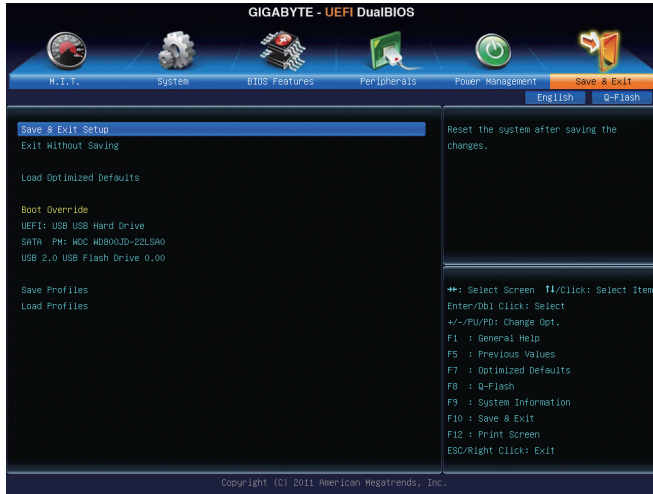 GIGABYTE - UEFI DualBIOS
M.I.T.
System
BIOS Features
Peripherals
Power Management
Save & Exit
English
Q-Flash
Save & Exit Setup
Exit Without Saving
Load Optimized Defaults
Boot Override
UEFI: USB USB Hard Drive
SATA PM: WDC WD800JD-22LSA0
USB 2.0 USB Flash Drive 0.00
Save Profiles
Load Profiles
Reset the system after saving the
changes.
→←: Select Screen ↑↓/Click: Select Item
Enter/Dbl Click: Select
+/-/PU/PD: Change Opt.
F1 : General Help
F5 : Previous Values
F7 : Optimized Defaults
F8 : Q-Flash
F9 : System Information
F10 : Save & Exit
F12 : Print Screen
ESC/Right Click: Exit
Copyright (C) 2011 American Megatrends, Inc.